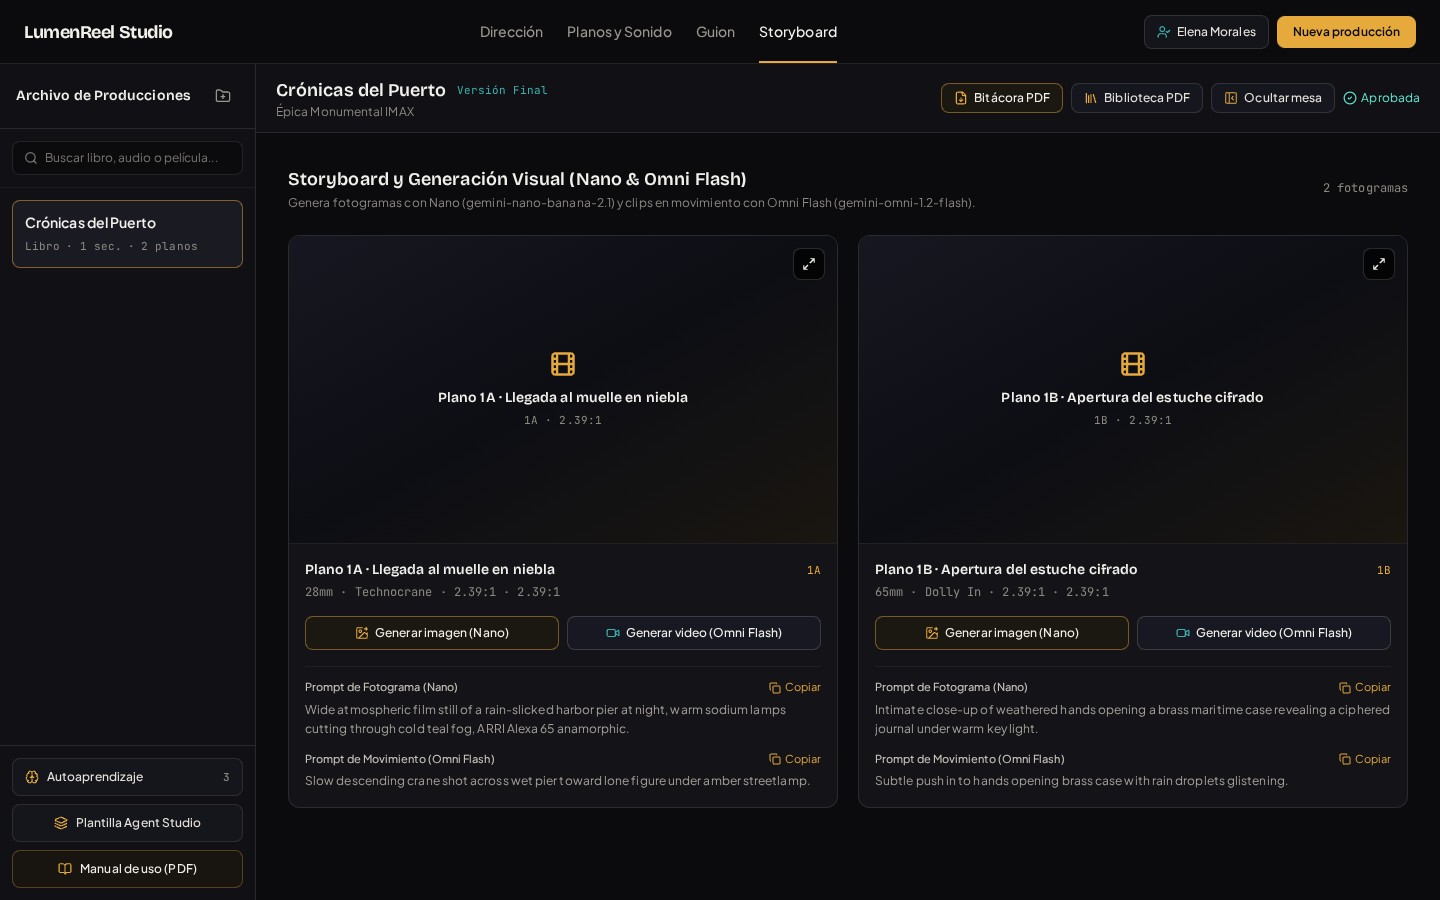 LumenReel Studio
Dirección
Planos y Sonido
Guion
Storyboard
Elena Morales
Nueva producción
Archivo de Producciones
Buscar libro, audio o película...
Crónicas del Puerto
Libro · 1 sec. · 2 planos
Autoaprendizaje
3
Plantilla Agent Studio
Manual de uso (PDF)
Crónicas del Puerto
Versión Final
Épica Monumental IMAX
Bitácora PDF
Biblioteca PDF
Ocultar mesa
Aprobada
Storyboard y Generación Visual (Nano & Omni Flash)
Genera fotogramas con Nano (gemini-nano-banana-2.1) y clips en movimiento con Omni Flash (gemini-omni-1.2-flash).
2 fotogramas
Plano 1A · Llegada al muelle en niebla
1A · 2.39:1
Plano 1A · Llegada al muelle en niebla
1A
28mm · Technocrane · 2.39:1 · 2.39:1
Generar imagen (Nano)
Generar video (Omni Flash)
Prompt de Fotograma (Nano)
Copiar
Wide atmospheric film still of a rain-slicked harbor pier at night, warm sodium lamps
cutting through cold teal fog, ARRI Alexa 65 anamorphic.
Prompt de Movimiento (Omni Flash)
Copiar
Slow descending crane shot across wet pier toward lone figure under amber streetlamp.
Plano 1B · Apertura del estuche cifrado
1B · 2.39:1
Plano 1B · Apertura del estuche cifrado
1B
65mm · Dolly In · 2.39:1 · 2.39:1
Generar imagen (Nano)
Generar video (Omni Flash)
Prompt de Fotograma (Nano)
Copiar
Intimate close-up of weathered hands opening a brass maritime case revealing a ciphered
journal under warm key light.
Prompt de Movimiento (Omni Flash)
Copiar
Subtle push in to hands opening brass case with rain droplets glistening.